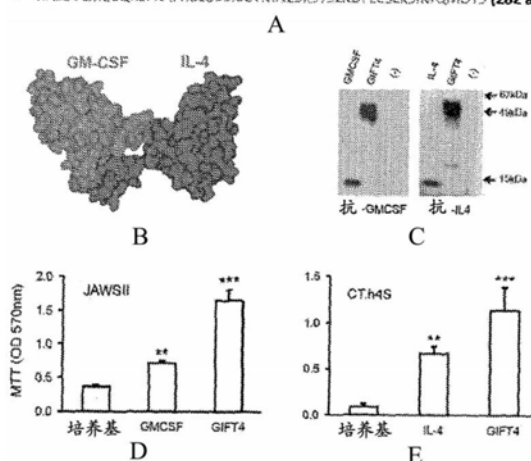 A
GM-CSF IL-4
B
GMCSF GIFT4 (-) IL-4 GIFT4 (-)
67kDa
15kDa
抗-GMCSF 抗-IL4
C
MTT (OD 570nm)
2.0
1.5
1.0
0.5
0.0
JAWSII
**
***
培养基 GMCSF GIFT4
D
1.5
1.0
0.5
0.0
CT.h4S
**
***
培养基 IL-4 GIFT4
E